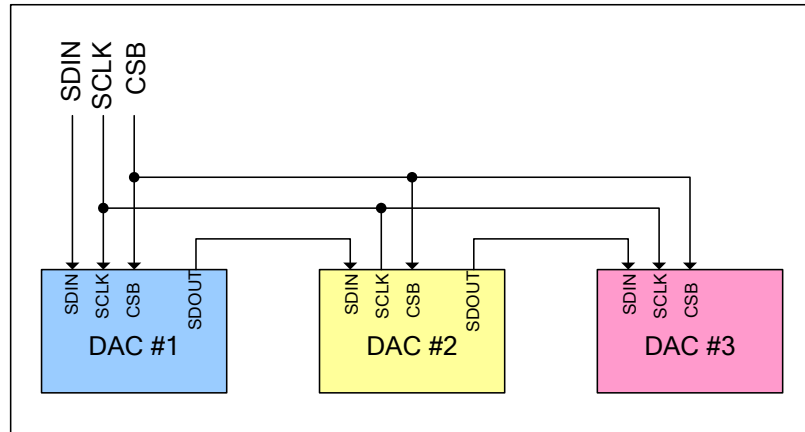 SDIN
SCLK
CSB
SDIN
SCLK
CSB
SDOUT
DAC #1
SDIN
SCLK
CSB
SDOUT
DAC #2
SDIN
SCLK
CSB
DAC #3